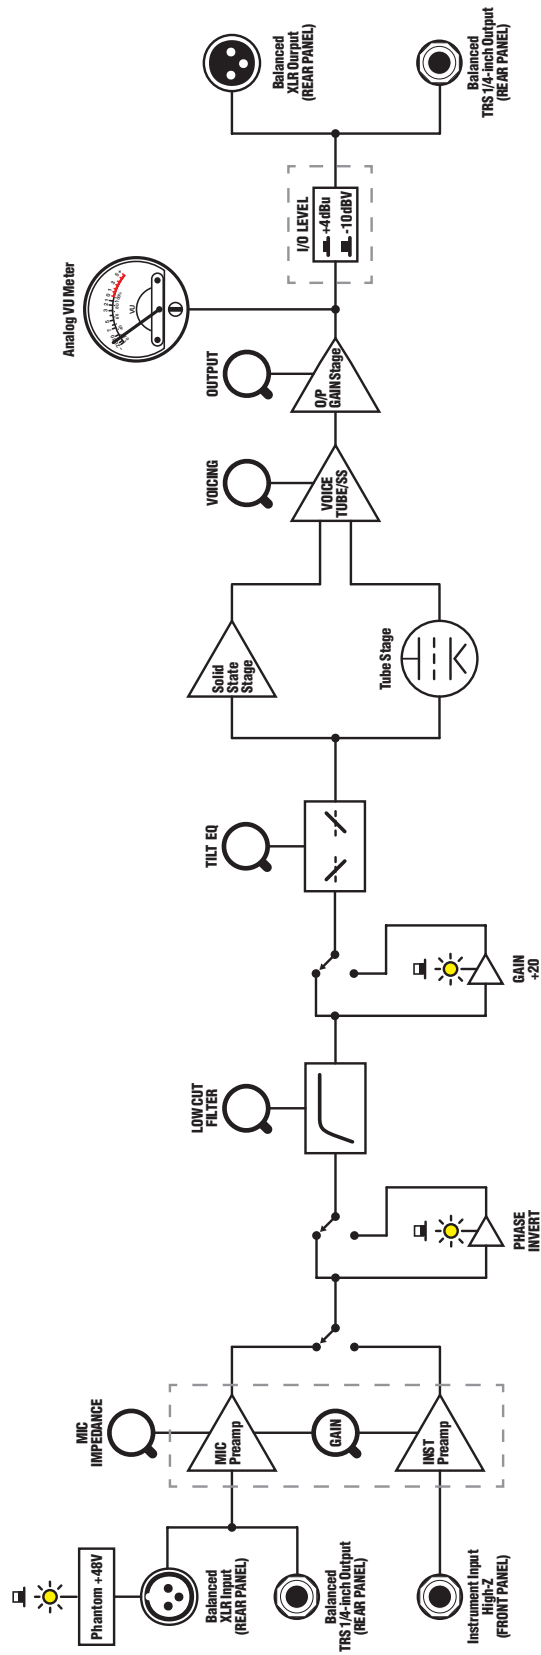 Phantom +48V
Balanced
XLR Input
(REAR PANEL)
Balanced
TRS 1/4-inch Output
(REAR PANEL)
Instrument Input
High-Z
(FRONT PANEL)
MIC
IMPEDANCE
MIC
Preamp
GAIN
INST
Preamp
PHASE
INVERT
LOW CUT
FILTER
GAIN
+20
TILT EQ
Solid
State
Stage
Tube Stage
VOICING
VOICE
TUBE/SS
OUTPUT
O/P
GAIN Stage
Analog VU Meter
VU
I/O LEVEL
+4dBu
-10dBV
Balanced
XLR Ourput
(REAR PANEL)
Balanced
TRS 1/4-inch Output
(REAR PANEL)